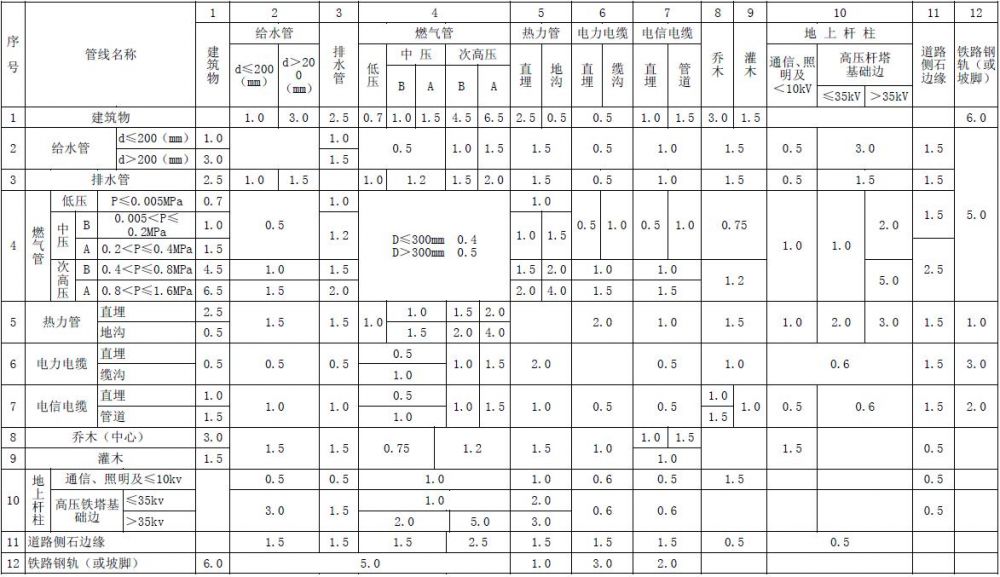 序号 管线名称 1 2 3 4 5 6 7 8 9 10 11 12
建筑物 给水管 排水管 燃气管 热力管 电力电缆 电信电缆 乔木 灌木 地上杆柱 道路侧石边缘 铁路钢轨(或坡脚)
d≤200(mm) d>200(mm) 低压 中压 次高压 直埋 地沟 直埋 缆沟 直埋 管道 通信、照明及<10kV 高压杆塔基础边
B A B A ≤35kV >35kV
1 建筑物 1.0 3.0 2.5 0.7 1.0 1.5 4.5 6.5 2.5 0.5 0.5 1.0 1.5 3.0 1.5 6.0
2 给水管 d≤200(mm) 1.0 1.0 0.5 1.0 1.5 1.5 0.5 1.0 1.5 0.5 3.0 1.5 5.0
d>200(mm) 3.0 1.5
3 排水管 2.5 1.0 1.5 1.0 1.2 1.5 2.0 1.5 0.5 1.0 1.5 0.5 1.5 1.5
4 燃气管 低压 P≤0.005MPa 0.7 0.5 1.0 D≤300mm 0.4 D>300mm 0.5 1.0 0.5 1.0 0.5 1.0 0.75 1.0 1.0 2.0 1.5
中压 B 0.005<P≤0.2MPa 1.0 1.2 1.0 1.5
A 0.2<P≤0.4MPa 1.5 2.5
次高压 B 0.4<P≤0.8MPa 4.5 1.0 1.5 1.5 2.0 1.0 1.0 1.2 5.0
A 0.8<P≤1.6MPa 6.5 1.5 2.0 2.0 4.0 1.5 1.5
5 热力管 直埋 2.5 1.5 1.5 1.0 1.0 1.5 2.0 2.0 1.0 1.5 1.0 2.0 3.0 1.5 1.0
地沟 0.5 1.5 2.0 4.0
6 电力电缆 直埋 0.5 0.5 0.5 0.5 1.0 1.5 2.0 0.5 1.0 0.6 1.5 3.0
缆沟 1.0
7 电信电缆 直埋 1.0 1.0 1.0 0.5 1.0 1.5 1.0 0.5 0.5 1.0 1.0 0.5 0.6 1.5 2.0
管道 1.5 1.0 1.5
8 乔木(中心) 3.0 1.5 1.5 0.75 1.2 1.5 1.0 1.0 1.5 1.5 0.5
9 灌木 1.5 1.0
10 地上杆柱 通信、照明及≤10kv 0.5 0.5 1.0 1.0 0.6 0.5 1.5 0.5
高压铁塔基础边 ≤35kv 3.0 1.5 1.0 2.0 0.6 0.6 0.5
>35kv 2.0 5.0 3.0
11 道路侧石边缘 1.5 1.5 1.5 2.5 1.5 1.5 1.5 0.5 0.5
12 铁路钢轨(或坡脚) 6.0 5.0 1.0 3.0 2.0